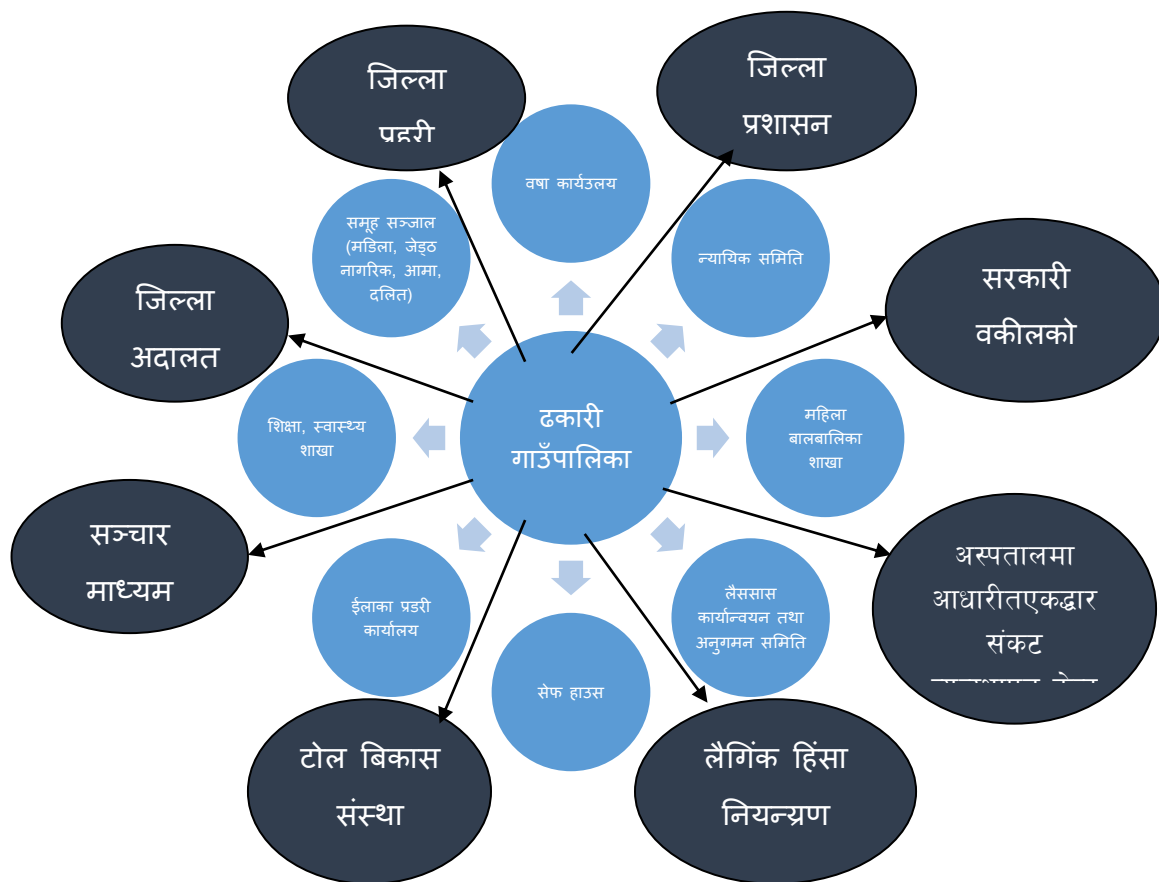 जिल्ला
प्रहरी
जिल्ला
प्रशासन
वषा कार्यउलय
समूह सञ्जाल
(मडिला, जेड्ठ
नागरिक, आमा,
दलित)
न्यायिक समिति
जिल्ला
अदालत
सरकारी
वकीलको
ढकारी
गाउँपालिका
शिक्षा, स्वास्थ्य
शाखा
महिला
बालबालिका
शाखा
सञ्चार
माध्यम
अस्पतालमा
आधारीतएकद्धार
संकट
ईलाका प्रडरी
कार्यालय
लैससास
कार्यान्वयन तथा
अनुगमन समिति
सेफ हाउस
टोल बिकास
संस्था
लैगिंक हिंसा
नियन्त्रण